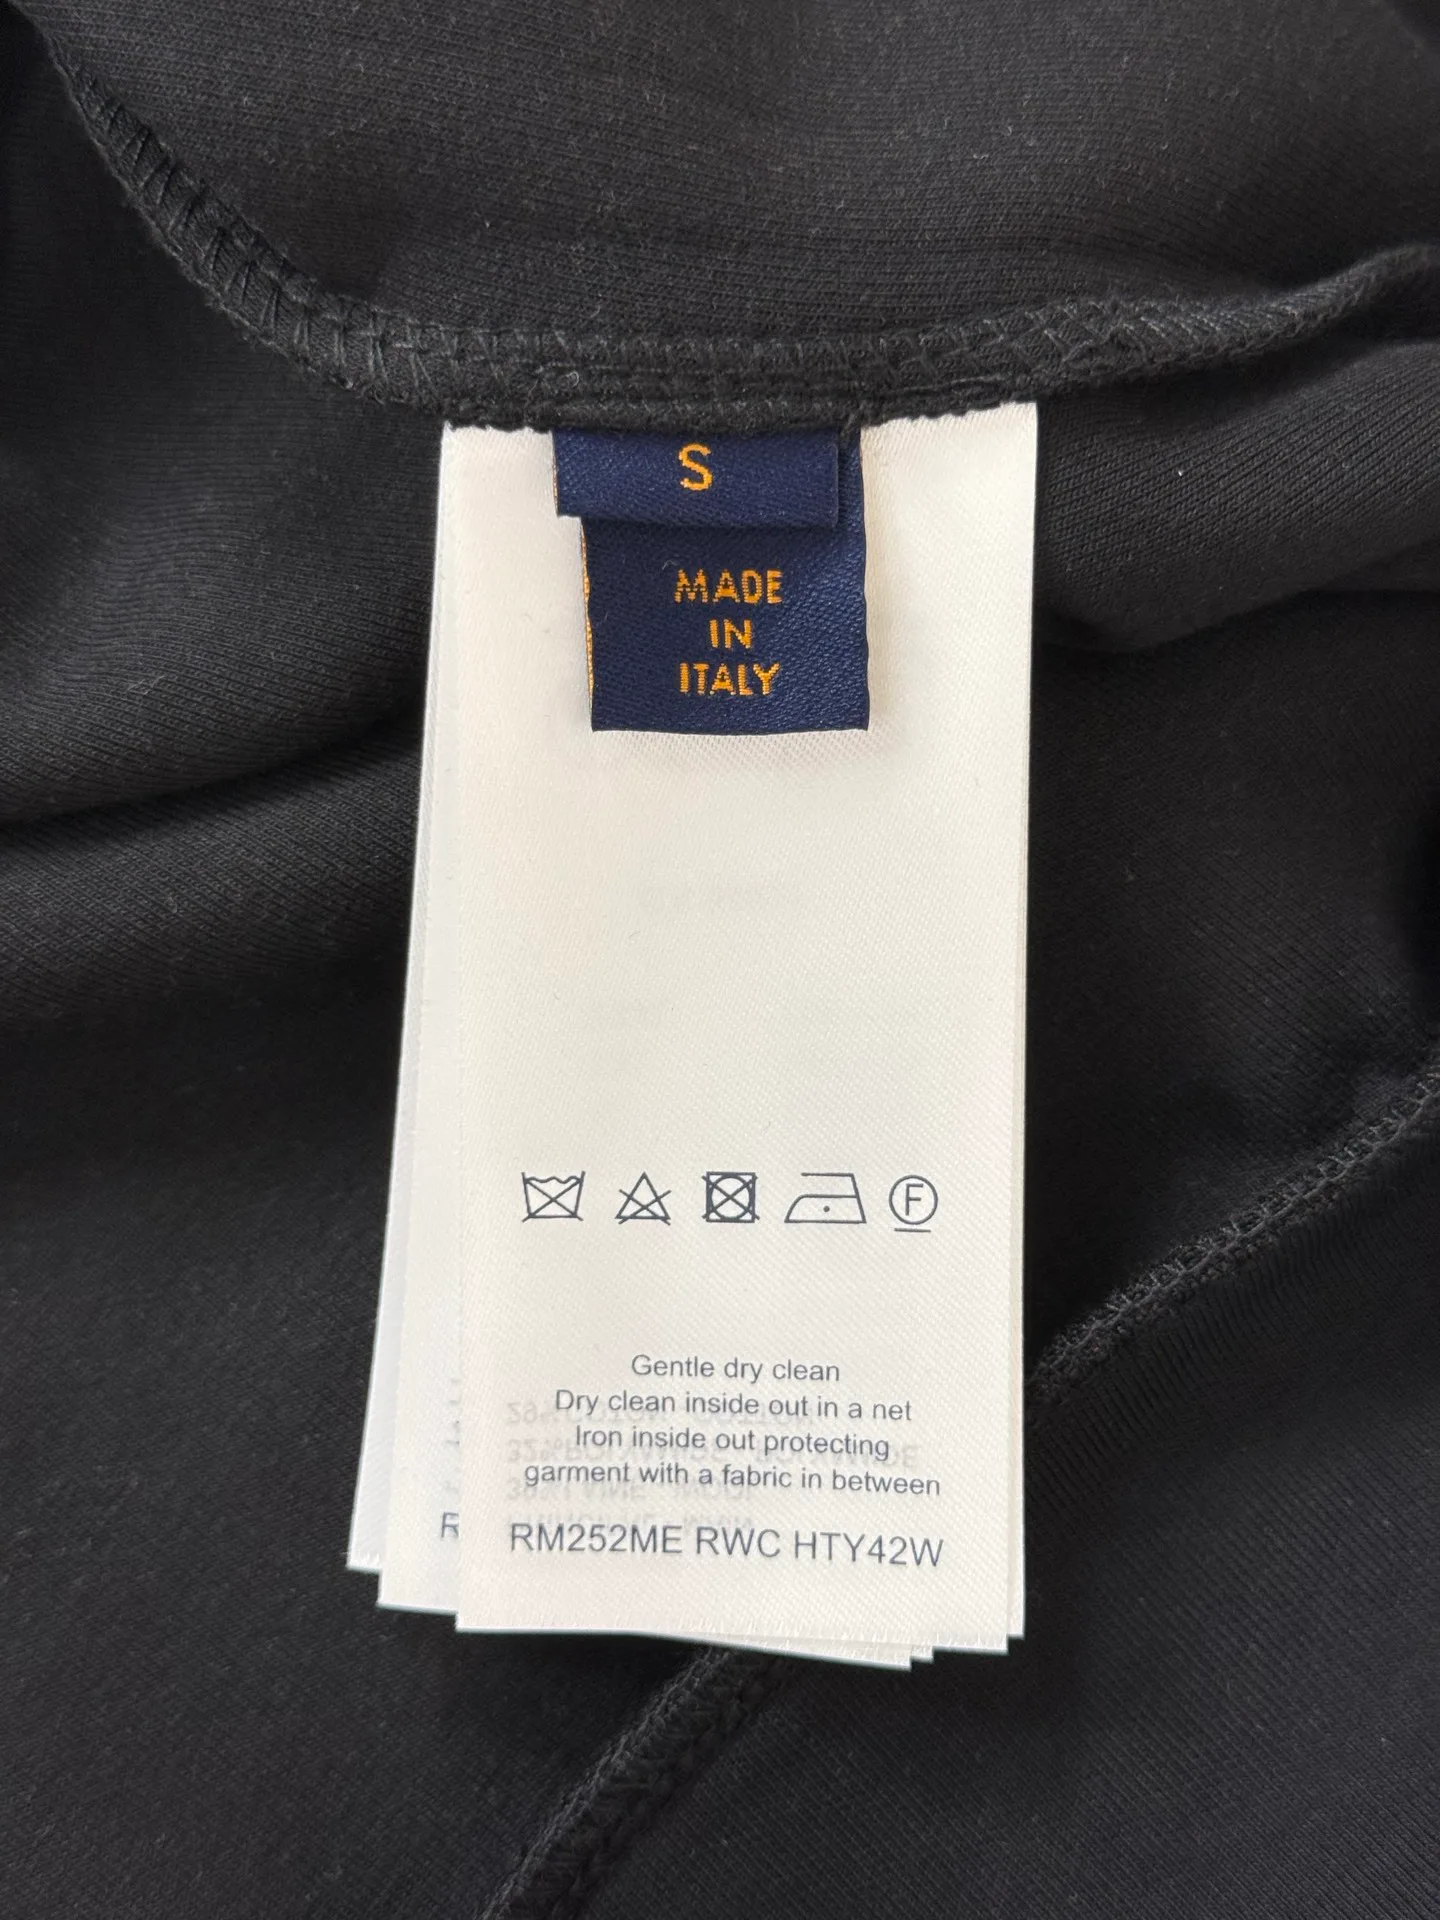 S
MADE
IN
ITALY
F
Gentle dry clean
Dry clean inside out in a net
Iron inside out protecting
garment with a fabric in between
R
RM252ME RWC HTY42W